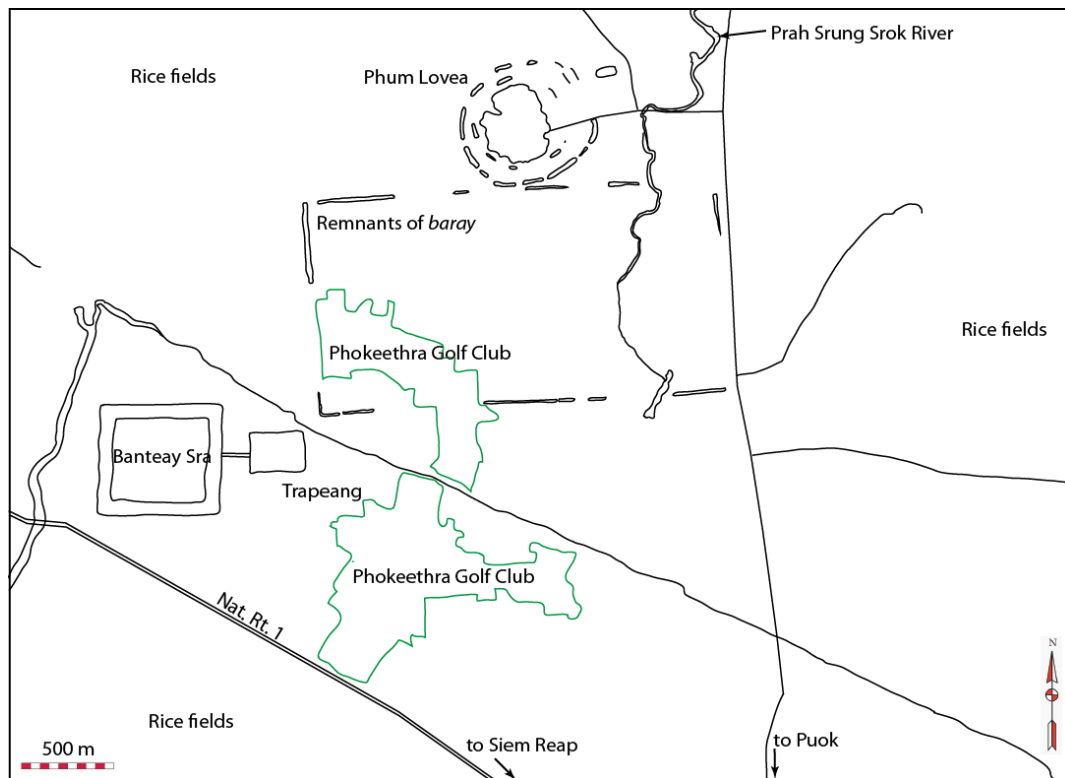 Prah Srung Srok River
Rice fields
Phum Lovea
Remnants of baray
Rice fields
Phokeethra Golf Club
Banteay Sra
Trapeang
Phokeethra Golf Club
Nat. Rt. 1
N
Rice fields
500 m
to Siem Reap
to Puok